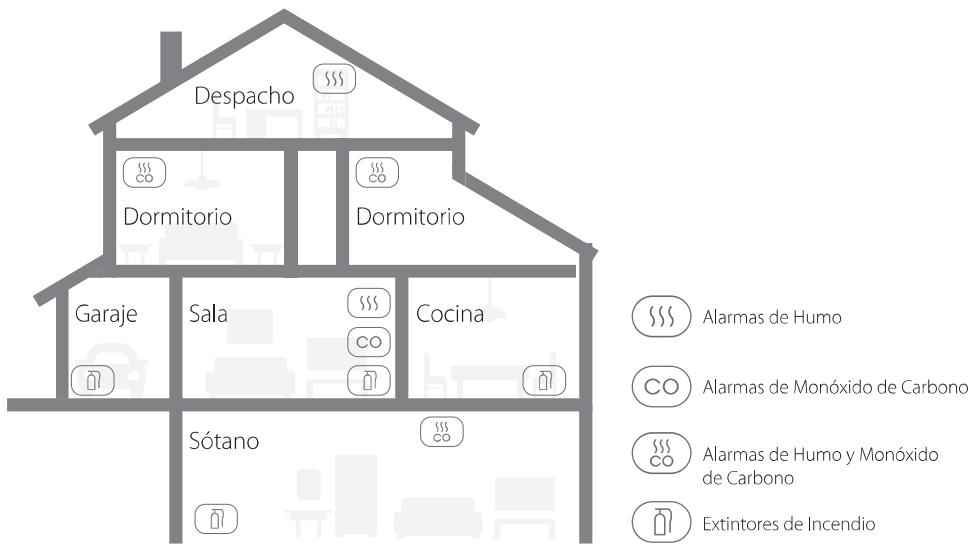 Despacho
CO
CO
Dormitorio
Dormitorio
Garaje
Sala
Cocina
CO
Sótano
CO
Alarmas de Humo
CO
Alarmas de Monóxido de Carbono
CO
Alarmas de Humo y Monóxido
de Carbono
Extintores de Incendio